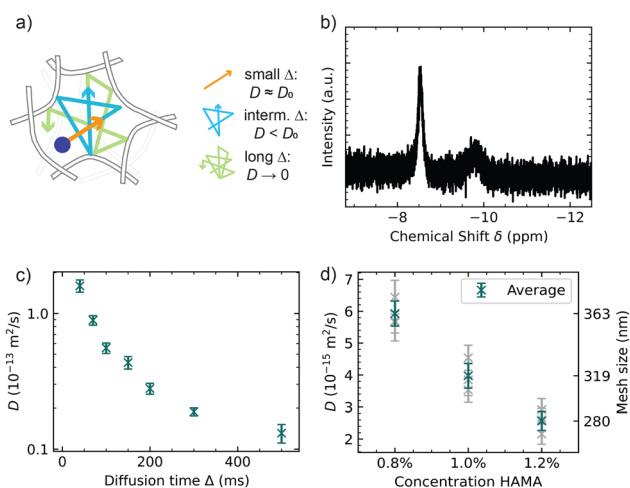 a)
small Δ:
D ≈ D₀
interm. Δ:
D < D₀
long Δ:
D → 0
b)
Intensity (a.u.)
−8
−10
−12
Chemical Shift δ (ppm)
c)
D (10⁻¹³ m²/s)
1.0
0.1
0
200
400
Diffusion time Δ (ms)
d)
D (10⁻¹⁵ m²/s)
7
6
5
4
3
2
Average
363
319
280
Mesh size (nm)
0.8%
1.0%
1.2%
Concentration HAMA